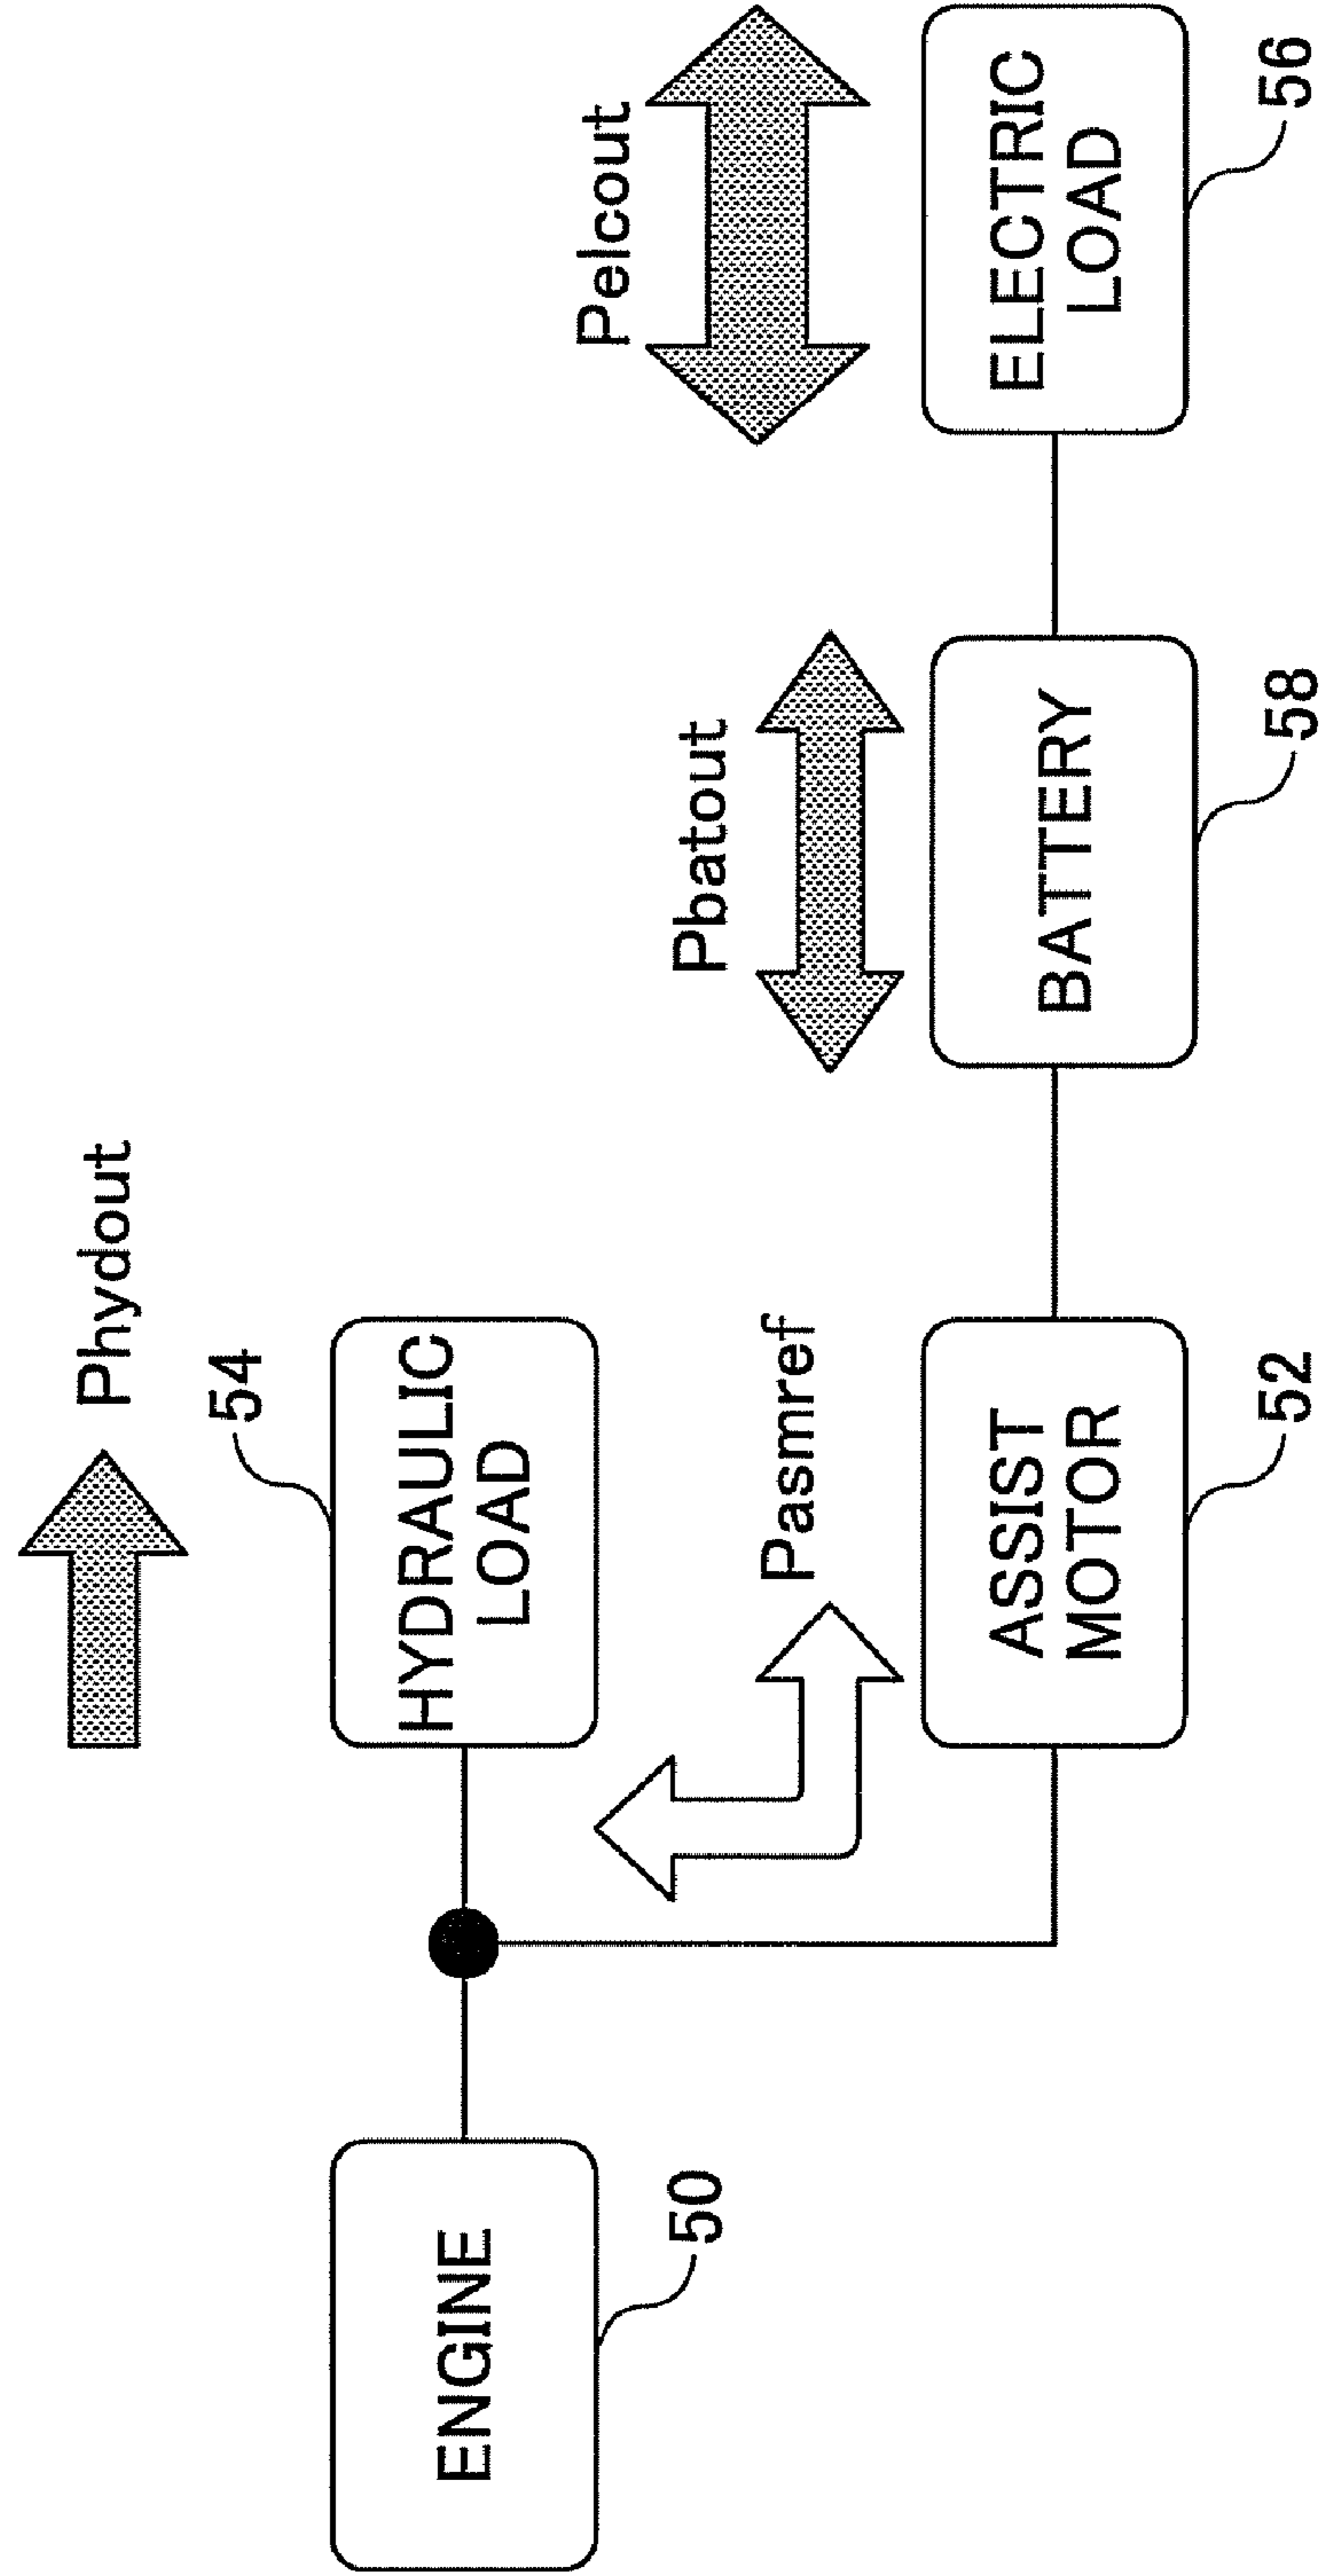 Phydout
54
HYDRAULIC
LOAD
ENGINE
50
Pasmref
ASSIST
MOTOR
52
Pbatout
BATTERY
58
Pelcout
ELECTRIC
LOAD
56